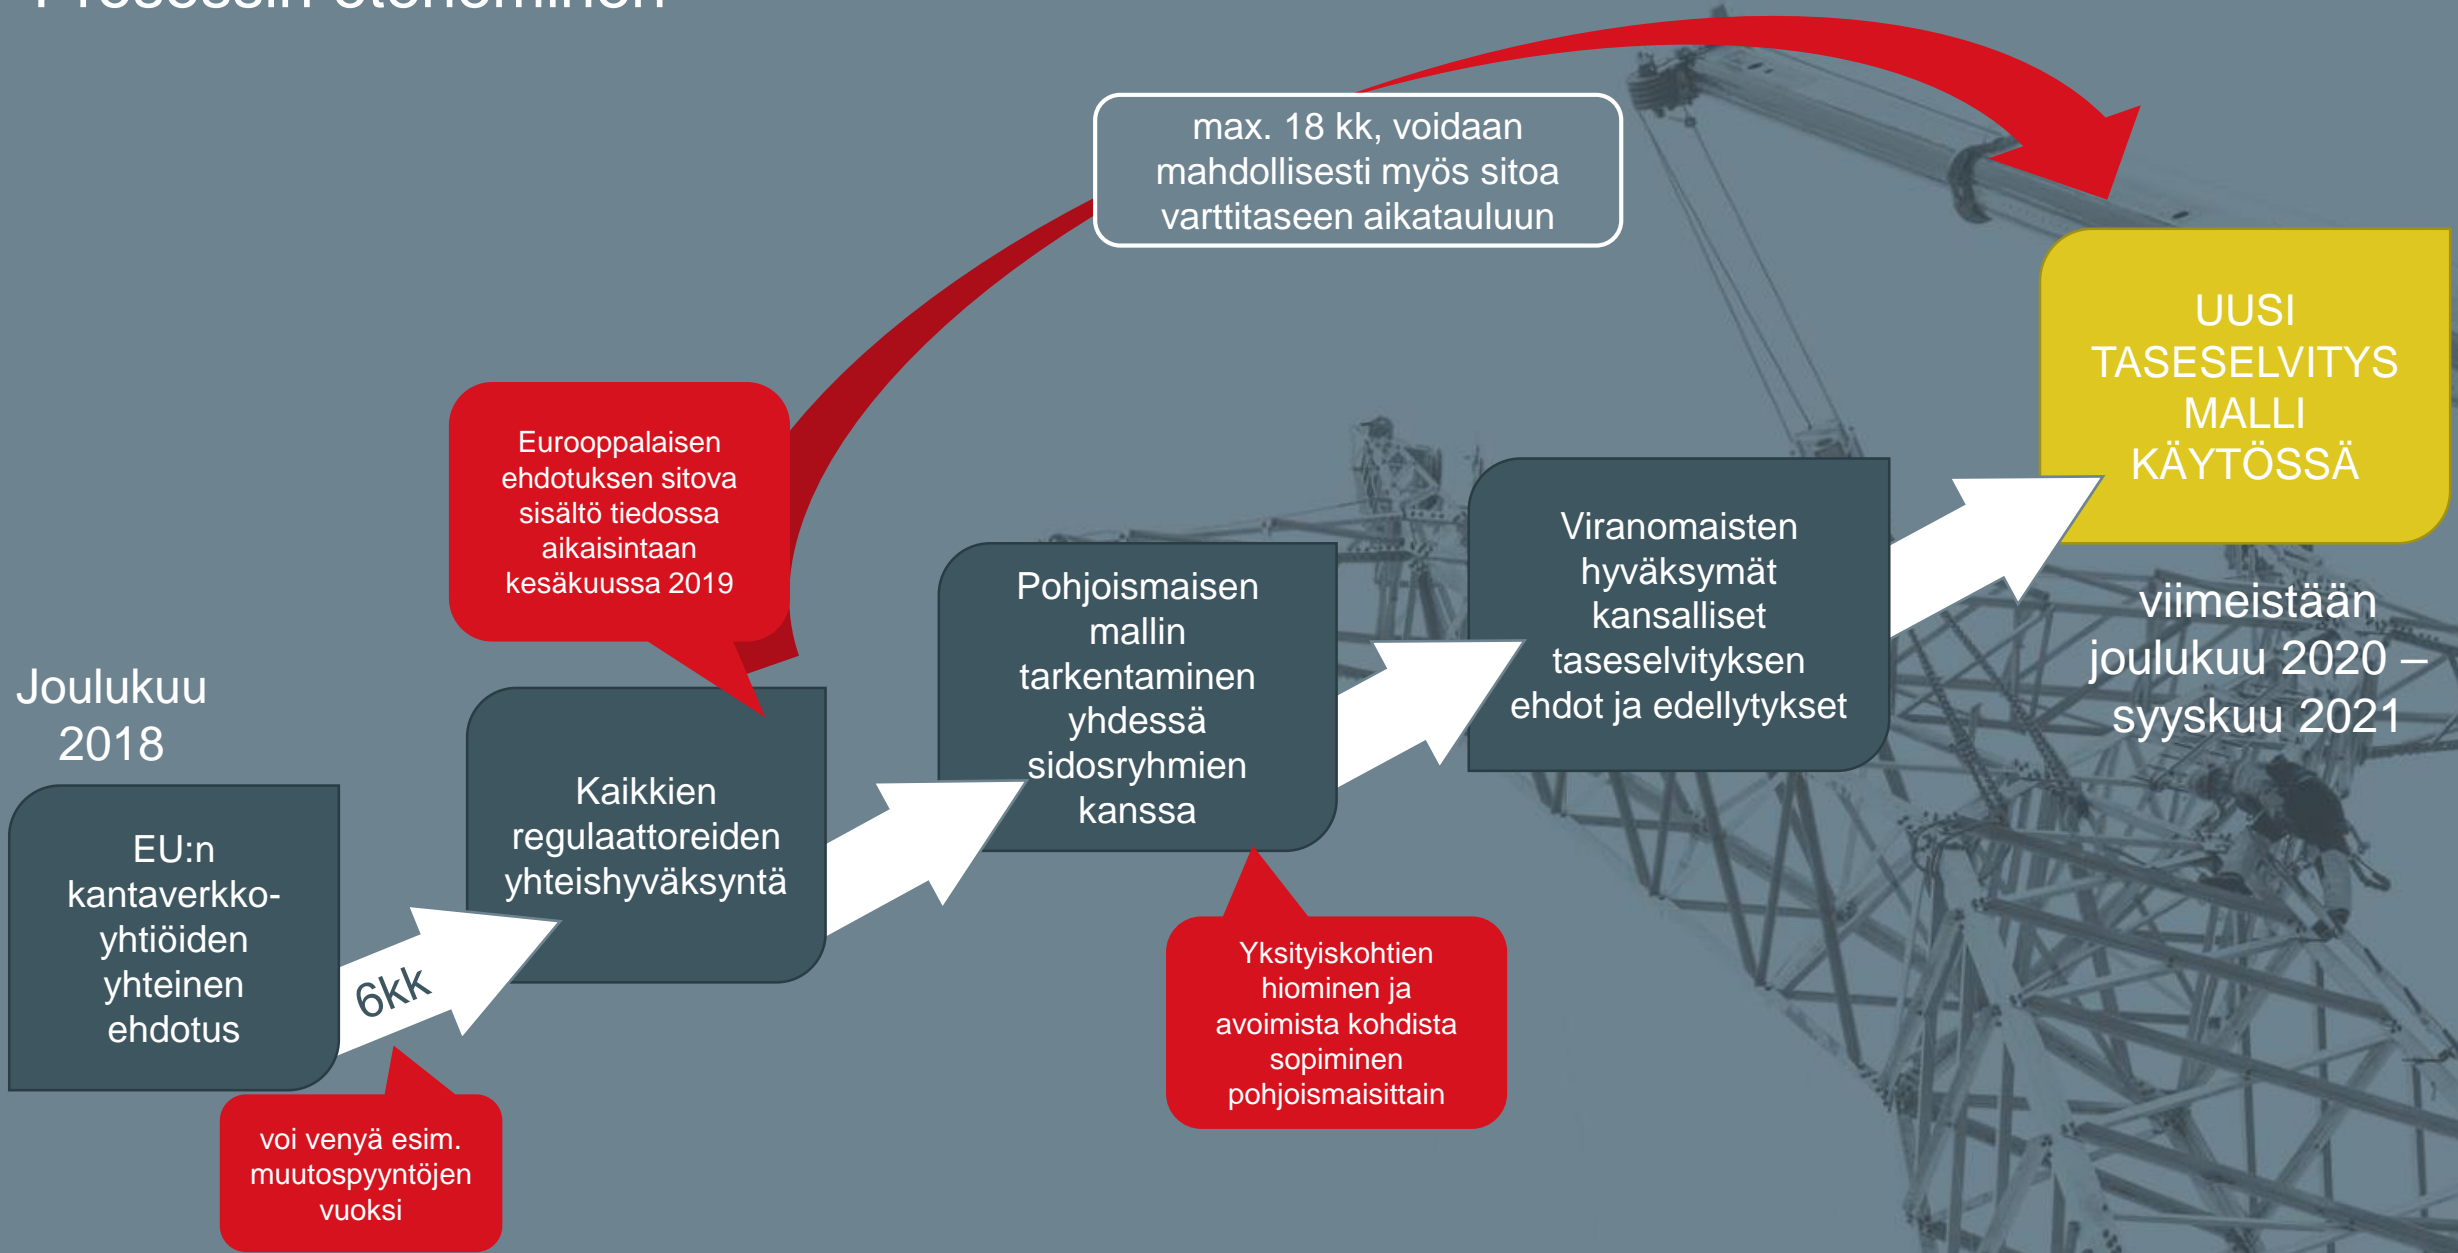 Prosessin eteneminen
max. 18 kk, voidaan
mahdollisesti myös sitoa
varttitaseen aikatauluun
UUSI
TASESELVITYS
MALLI
KÄYTÖSSÄ
viimeistään
joulukuu 2020 –
syyskuu 2021
Eurooppalaisen
ehdotuksen sitova
sisältö tiedossa
aikaisintaan
kesäkuussa 2019
Joulukuu
2018
EU:n
kantaverkko-
yhtiöiden
yhteinen
ehdotus
6kk
voi venyä esim.
muutospyyntöjen
vuoksi
Kaikkien
regulaattoreiden
yhteishyväksyntä
Pohjoismaisen
mallin
tarkentaminen
yhdessä
sidosryhmien
kanssa
Yksityiskohtien
hiominen ja
avoimista kohdista
sopiminen
pohjoismaisittain
Viranomaisten
hyväksymät
kansalliset
taseselvityksen
ehdot ja edellytykset